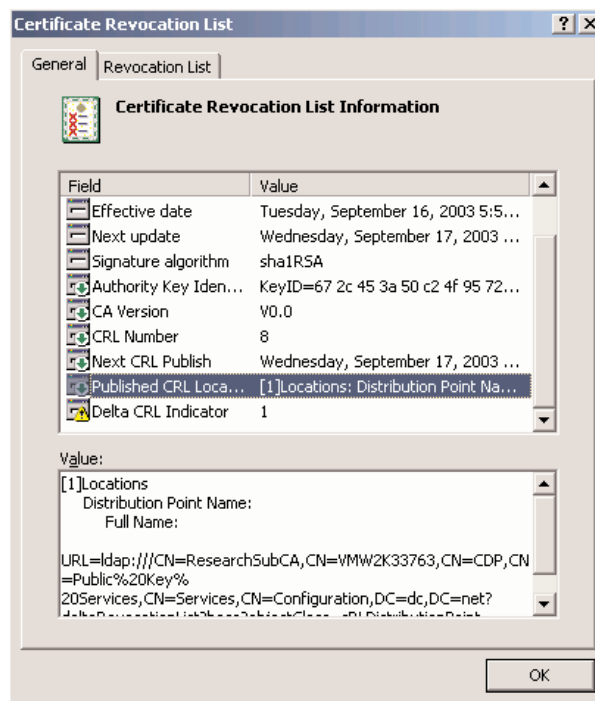 Certificate Revocation List
General
Revocation List
Certificate Revocation List Information
Field Value
Effective date Tuesday, September 16, 2003 5:5...
Next update Wednesday, September 17, 2003 ...
Signature algorithm sha1RSA
Authority Key Iden... KeyID=67 2c 45 3a 50 c2 4f 95 72...
CA Version V0.0
CRL Number 8
Next CRL Publish Wednesday, September 17, 2003 ...
Published CRL Loca... [1]Locations: Distribution Point Na...
Delta CRL Indicator 1
Value:
[1]Locations
Distribution Point Name:
Full Name:
URL=ldap:///CN=ResearchSubCA,CN=VMW2K33763,CN=CDP,CN
=Public%20Key%
20Services,CN=Services,CN=Configuration,DC=dc,DC=net?
deltaRevocationList?base?objectClass=cRLDistributionPoint
OK